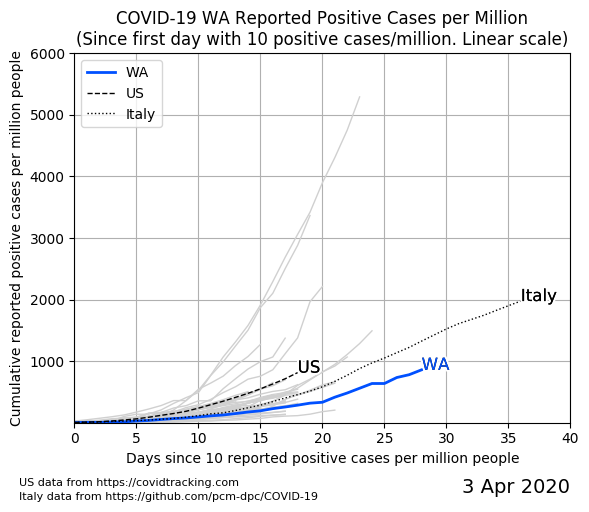 COVID-19 WA Reported Positive Cases per Million
(Since first day with 10 positive cases/million. Linear scale)
Cumulative reported positive cases per million people
6000
5000
4000
3000
2000
1000
WA
US
Italy
Italy
US
WA
0
5
10
15
20
25
30
35
40
Days since 10 reported positive cases per million people
US data from https://covidtracking.com
Italy data from https://github.com/pcm-dpc/COVID-19
3 Apr 2020